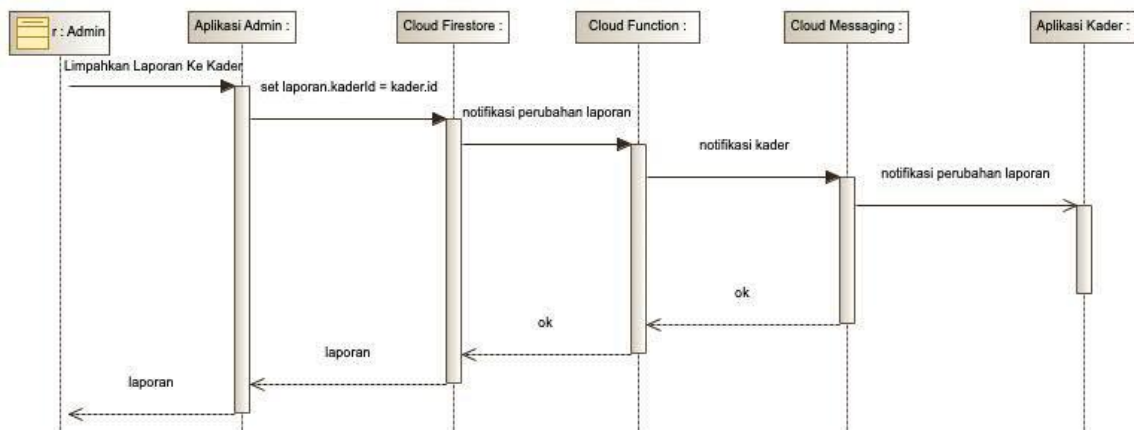 r : Admin
Aplikasi Admin :
Cloud Firestore :
Cloud Function :
Cloud Messaging :
Aplikasi Kader :
Limpahkan Laporan Ke Kader
set laporan.kaderId = kader.id
notifikasi perubahan laporan
notifikasi kader
notifikasi perubahan laporan
ok
ok
laporan
laporan